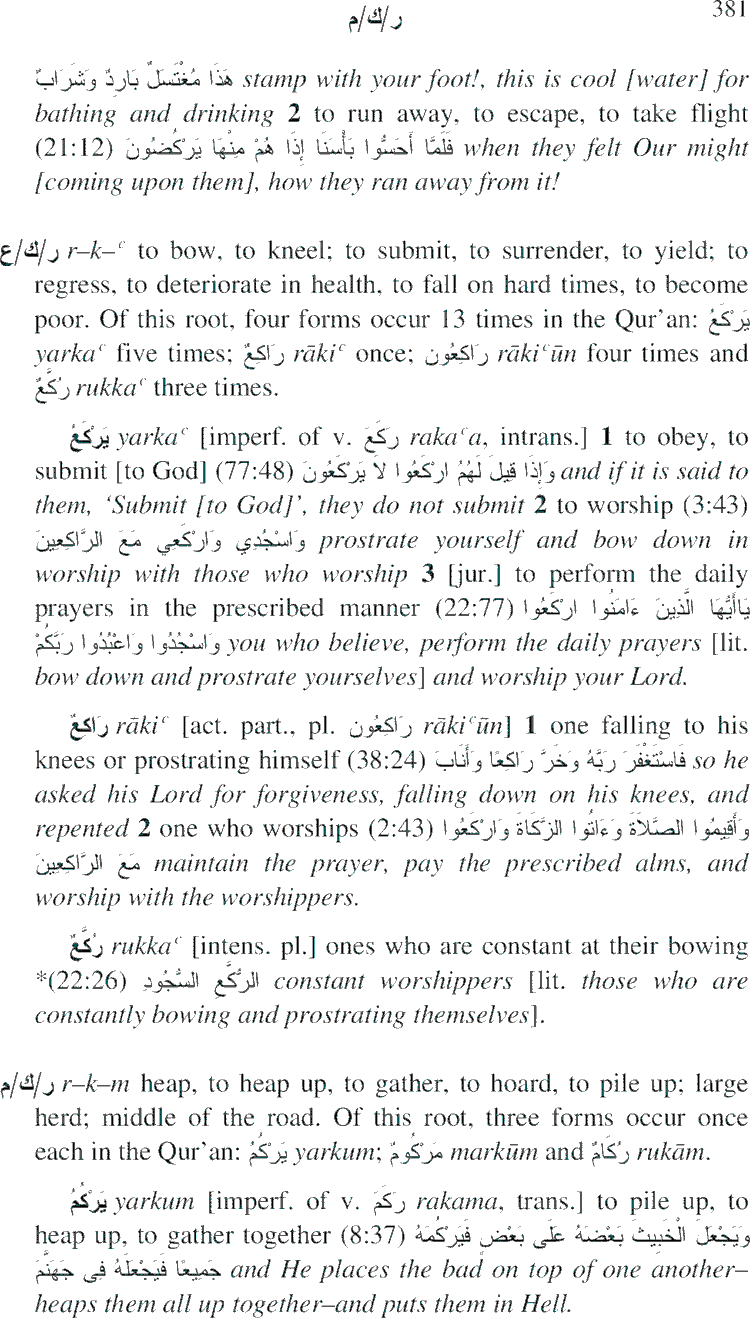 ر/ك/م 381
هَذَا مُغْتَسَلٌ بَارِدٌ وَشَرَابٌ stamp with your foot!, this is cool [water] for
bathing and drinking 2 to run away, to escape, to take flight
(21:12) فَلَمَّا أَحَسُّوا بَأْسَنَا إِذَا هُمْ مِنْهَا يَرْكُضُونَ when they felt Our might
[coming upon them], how they ran away from it!
ر/ك/ع r–k–ʿ to bow, to kneel; to submit, to surrender, to yield; to
regress, to deteriorate in health, to fall on hard times, to become
poor. Of this root, four forms occur 13 times in the Qur'an: يَرْكَعُ
yarkaʿ five times; رَاكِعٌ rākiʿ once; رَاكِعُون rākiʿūn four times and
رُكَّعٌ rukkaʿ three times.
يَرْكَعُ yarkaʿ [imperf. of v. رَكَعَ rakaʿa, intrans.] 1 to obey, to
submit [to God] (77:48) وَإِذَا قِيلَ لَهُمُ ارْكَعُوا لَا يَرْكَعُونَ and if it is said to
them, ‘Submit [to God]’, they do not submit 2 to worship (3:43)
وَاسْجُدِي وَارْكَعِي مَعَ الرَّاكِعِينَ prostrate yourself and bow down in
worship with those who worship 3 [jur.] to perform the daily
prayers in the prescribed manner (22:77) يَاأَيُّهَا الَّذِينَ ءَامَنُوا ارْكَعُوا
وَاسْجُدُوا وَاعْبُدُوا رَبَّكُمْ you who believe, perform the daily prayers [lit.
bow down and prostrate yourselves] and worship your Lord.
رَاكِعٌ rākiʿ [act. part., pl. رَاكِعُون rākiʿūn] 1 one falling to his
knees or prostrating himself (38:24) فَاسْتَغْفَرَ رَبَّهُ وَخَرَّ رَاكِعًا وَأَنَابَ so he
asked his Lord for forgiveness, falling down on his knees, and
repented 2 one who worships (2:43) وَأَقِيمُوا الصَّلَاةَ وَءَاتُوا الزَّكَاةَ وَارْكَعُوا
مَعَ الرَّاكِعِينَ maintain the prayer, pay the prescribed alms, and
worship with the worshippers.
رُكَّعٌ rukkaʿ [intens. pl.] ones who are constant at their bowing
*(22:26) الرُّكَّعِ السُّجُودِ constant worshippers [lit. those who are
constantly bowing and prostrating themselves].
ر/ك/م r–k–m heap, to heap up, to gather, to hoard, to pile up; large
herd; middle of the road. Of this root, three forms occur once
each in the Qur'an: يَرْكُمُ yarkum; مَرْكُومٌ markūm and رُكَامٌ rukām.
يَرْكُمُ yarkum [imperf. of v. رَكَمَ rakama, trans.] to pile up, to
heap up, to gather together (8:37) وَيَجْعَلَ الْخَبِيثَ بَعْضَهُ عَلَى بَعْضٍ فَيَرْكُمَهُ
جَمِيعًا فَيَجْعَلَهُ فِى جَهَنَّمَ and He places the bad on top of one another–
heaps them all up together–and puts them in Hell.